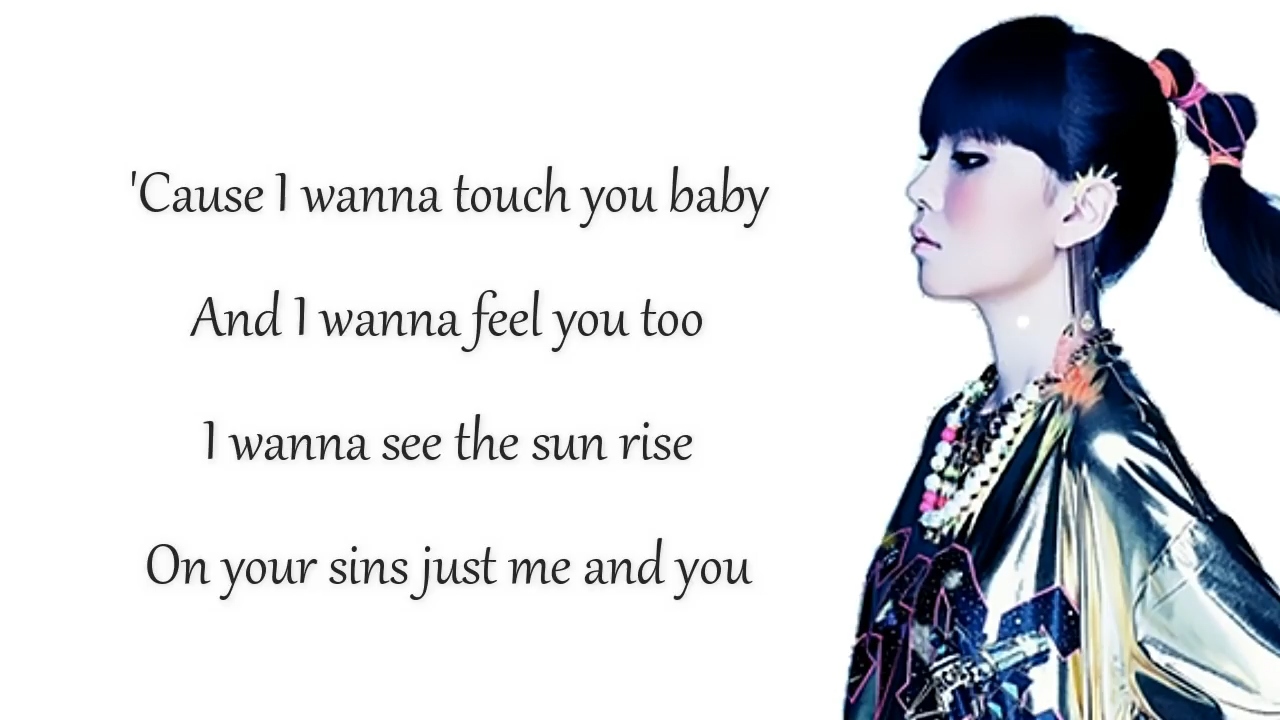 'Cause I wanna touch you baby
And I wanna feel you too
I wanna see the sun rise
On your sins just me and you